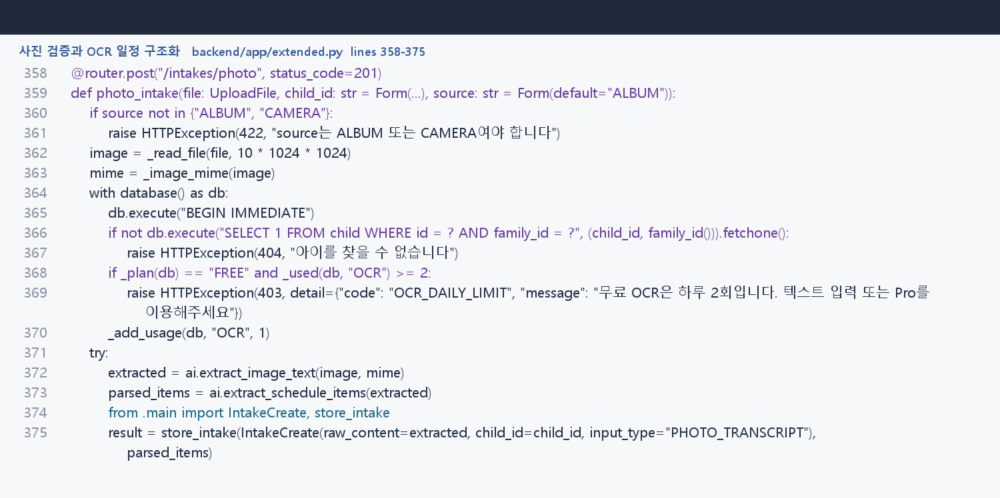 사진 검증과 OCR 일정 구조화 backend/app/extended.py lines 358-375
358 @router.post("/intakes/photo", status_code=201)
359 def photo_intake(file: UploadFile, child_id: str = Form(...), source: str = Form(default="ALBUM")):
360 if source not in {"ALBUM", "CAMERA"}:
361 raise HTTPException(422, "source는 ALBUM 또는 CAMERA여야 합니다")
362 image = _read_file(file, 10 * 1024 * 1024)
363 mime = _image_mime(image)
364 with database() as db:
365 db.execute("BEGIN IMMEDIATE")
366 if not db.execute("SELECT 1 FROM child WHERE id = ? AND family_id = ?", (child_id, family_id())).fetchone():
367 raise HTTPException(404, "아이를 찾을 수 없습니다")
368 if _plan(db) == "FREE" and _used(db, "OCR") >= 2:
369 raise HTTPException(403, detail={"code": "OCR_DAILY_LIMIT", "message": "무료 OCR은 하루 2회입니다. 텍스트 입력 또는 Pro를
이용해주세요"})
370 _add_usage(db, "OCR", 1)
371 try:
372 extracted = ai.extract_image_text(image, mime)
373 parsed_items = ai.extract_schedule_items(extracted)
374 from .main import IntakeCreate, store_intake
375 result = store_intake(IntakeCreate(raw_content=extracted, child_id=child_id, input_type="PHOTO_TRANSCRIPT"),
parsed_items)